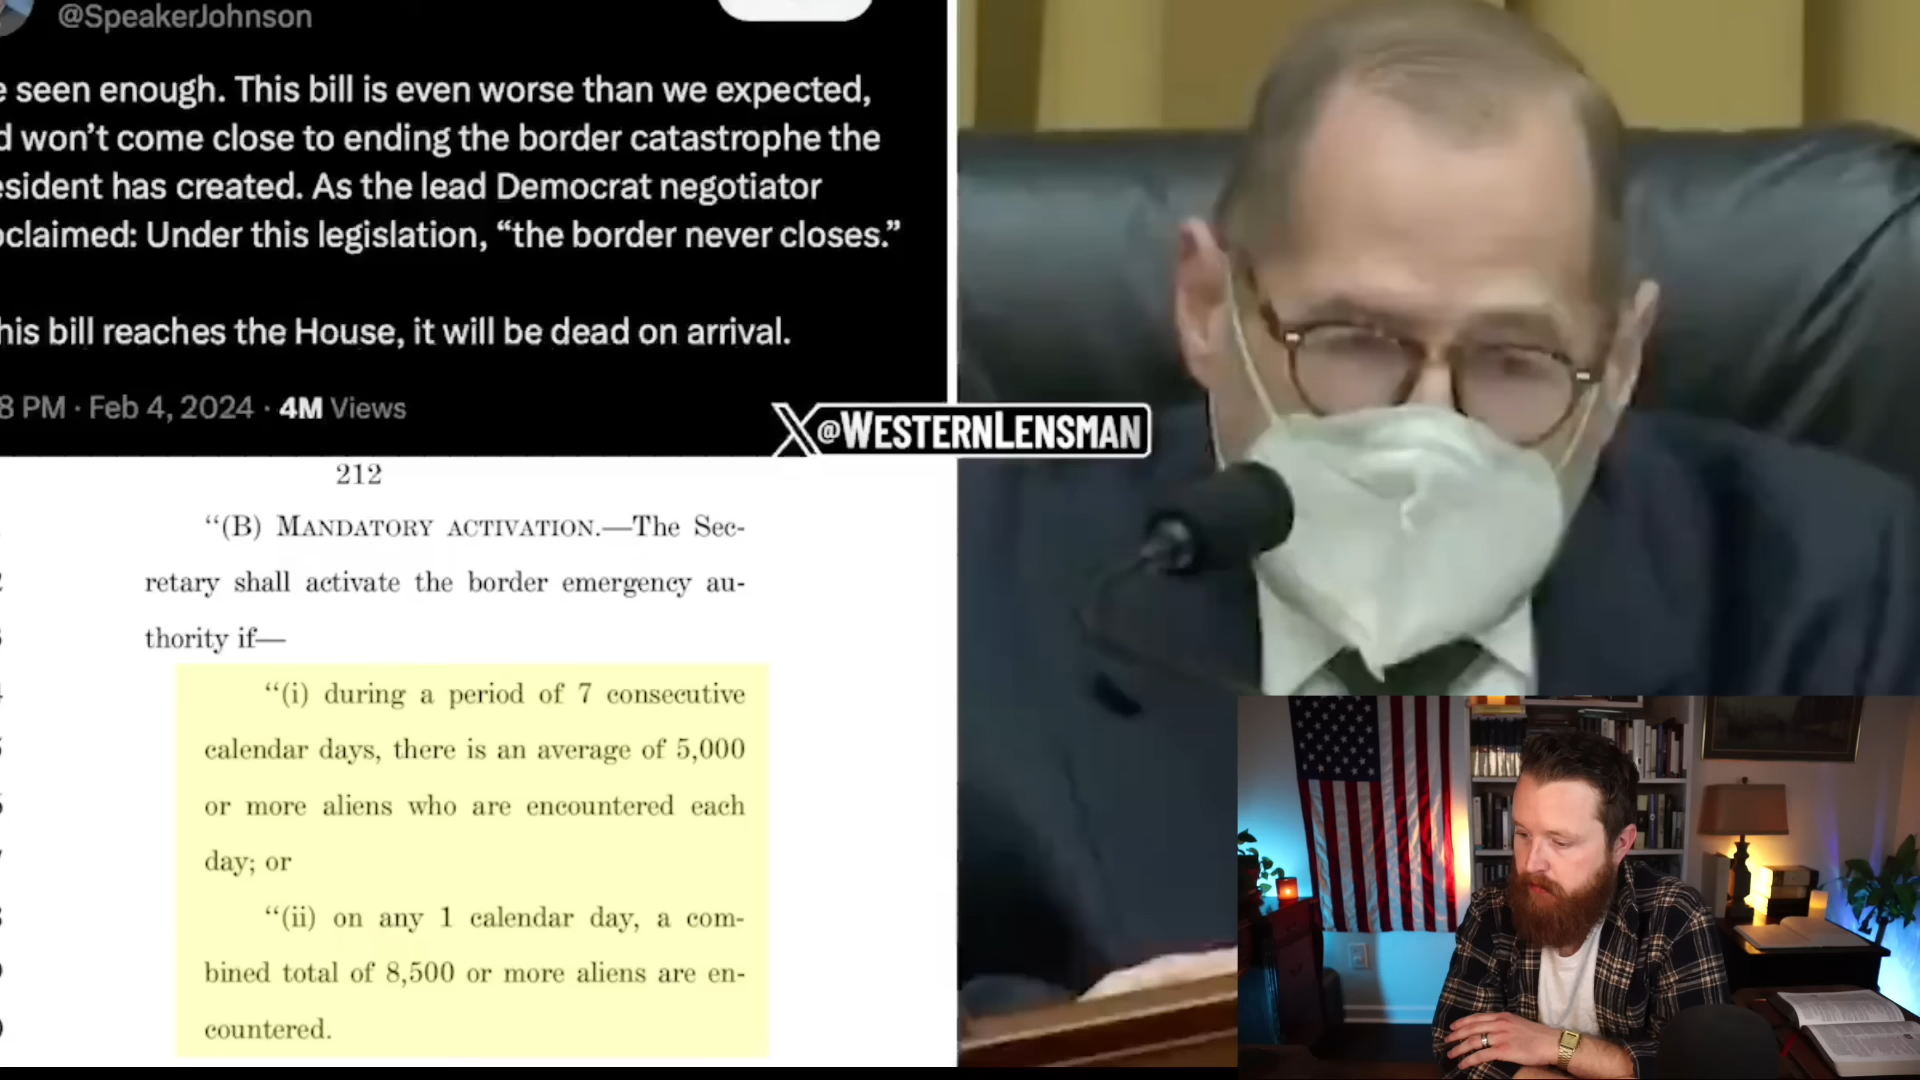 @SpeakerJohnson
seen enough. This bill is even worse than we expected,
won’t come close to ending the border catastrophe the
esident has created. As the lead Democrat negotiator
claimed: Under this legislation, “the border never closes.”
his bill reaches the House, it will be dead on arrival.
8 PM · Feb 4, 2024 · 4M Views
X@WESTERNLENSMAN
212
“(B) MANDATORY ACTIVATION.—The Sec-
retary shall activate the border emergency au-
thority if—
“(i) during a period of 7 consecutive
calendar days, there is an average of 5,000
or more aliens who are encountered each
day; or
“(ii) on any 1 calendar day, a com-
bined total of 8,500 or more aliens are en-
countered.